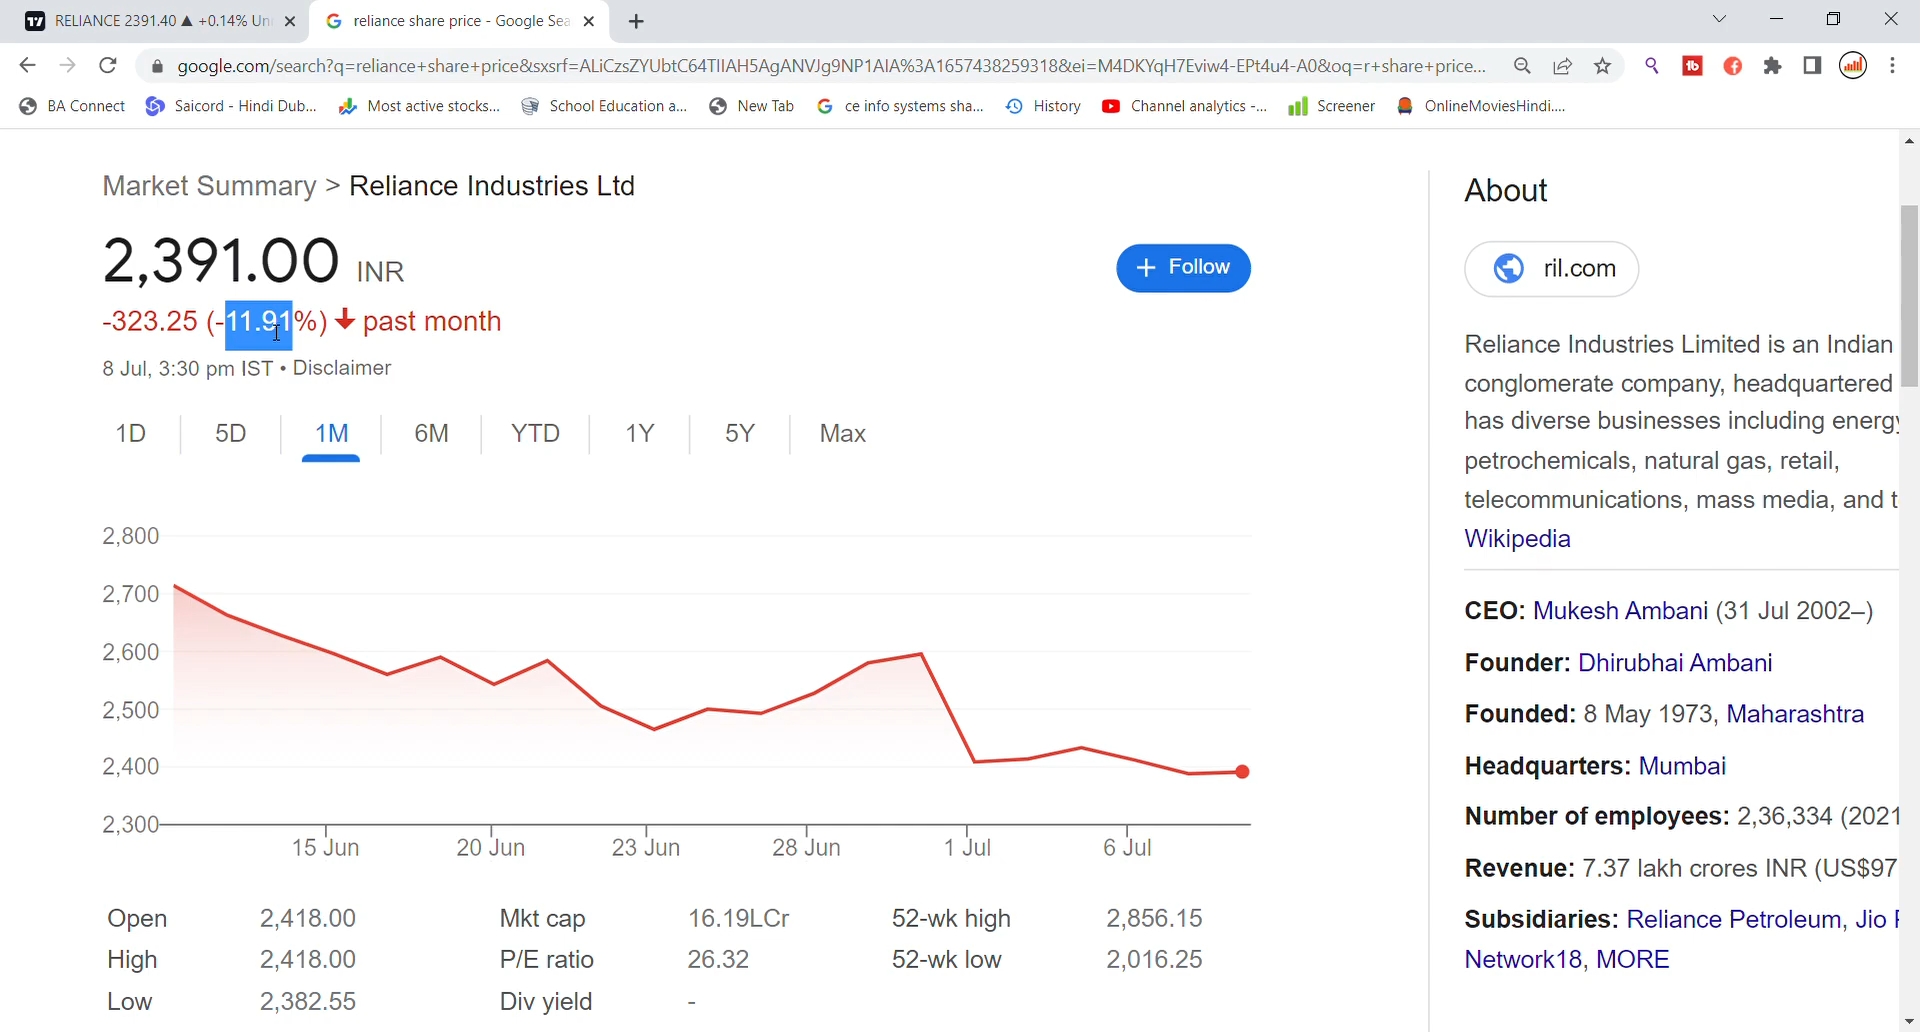 RELIANCE 2391.40 ▲ +0.14% Un
reliance share price - Google Sea
google.com/search?q=reliance+share+price&sxsrf=ALiCzsZYUbtC64TIIAH5AgANVJg9NP1AIA%3A1657438259318&ei=M4DKYqH7Eviw4-EPt4u4-A0&oq=r+share+price...
BA Connect
Saicord - Hindi Dub...
Most active stocks...
School Education a...
New Tab
ce info systems sha...
History
Channel analytics -...
Screener
OnlineMoviesHindi....
Market Summary > Reliance Industries Ltd
2,391.00 INR
+ Follow
-323.25 (-11.91%) ↓ past month
8 Jul, 3:30 pm IST • Disclaimer
1D 5D 1M 6M YTD 1Y 5Y Max
2,800
2,700
2,600
2,500
2,400
2,300
15 Jun 20 Jun 23 Jun 28 Jun 1 Jul 6 Jul
Open 2,418.00 Mkt cap 16.19LCr 52-wk high 2,856.15
High 2,418.00 P/E ratio 26.32 52-wk low 2,016.25
Low 2,382.55 Div yield -
About
ril.com
Reliance Industries Limited is an Indian
conglomerate company, headquartered
has diverse businesses including energy
petrochemicals, natural gas, retail,
telecommunications, mass media, and t
Wikipedia
CEO: Mukesh Ambani (31 Jul 2002–)
Founder: Dhirubhai Ambani
Founded: 8 May 1973, Maharashtra
Headquarters: Mumbai
Number of employees: 2,36,334 (2021
Revenue: 7.37 lakh crores INR (US$97
Subsidiaries: Reliance Petroleum, Jio
Network18, MORE